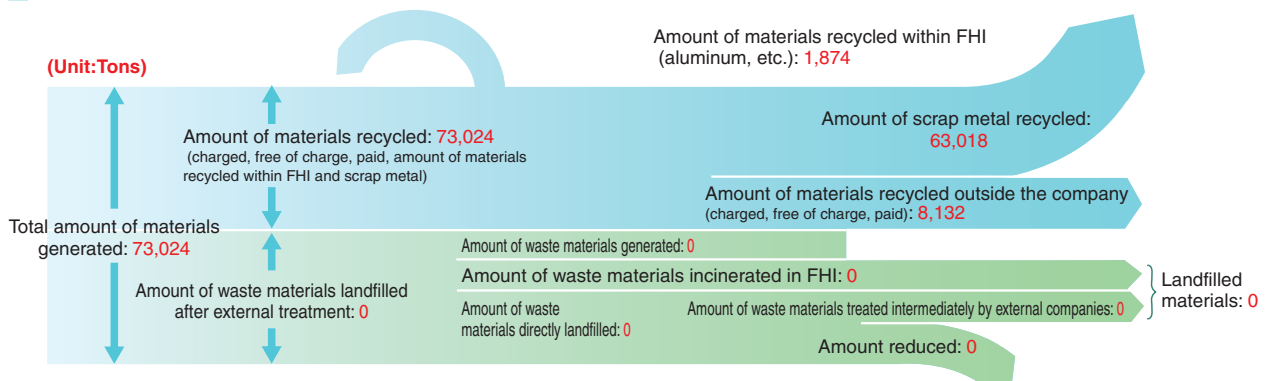 Amount of materials recycled within FHI
(aluminum, etc.): 1,874
(Unit:Tons)
Amount of materials recycled: 73,024
(charged, free of charge, paid, amount of materials
recycled within FHI and scrap metal)
Amount of scrap metal recycled:
63,018
Amount of materials recycled outside the company
(charged, free of charge, paid): 8,132
Total amount of materials
generated: 73,024
Amount of waste materials generated: 0
Amount of waste materials incinerated in FHI: 0
Amount of waste materials landfilled
after external treatment: 0
Amount of waste
materials directly landfilled: 0
Amount of waste materials treated intermediately by external companies: 0
Landfilled
materials: 0
Amount reduced: 0